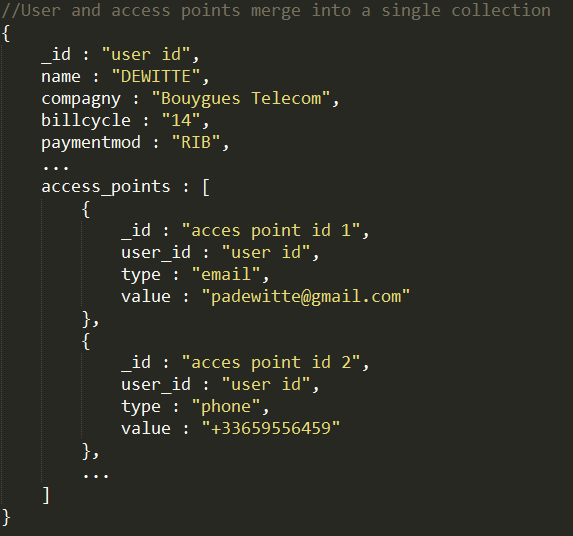 //User and access points merge into a single collection
{
    _id : "user id",
    name : "DEWITTE",
    compagny : "Bouygues Telecom",
    billcycle : "14",
    paymentmod : "RIB",
    ...
    access_points : [
        {
            _id : "acces point id 1",
            user_id : "user id",
            type : "email",
            value : "padewitte@gmail.com"
        },
        {
            _id : "acces point id 2",
            user_id : "user id",
            type : "phone",
            value : "+33659556459"
        },
        ...
    ]
}